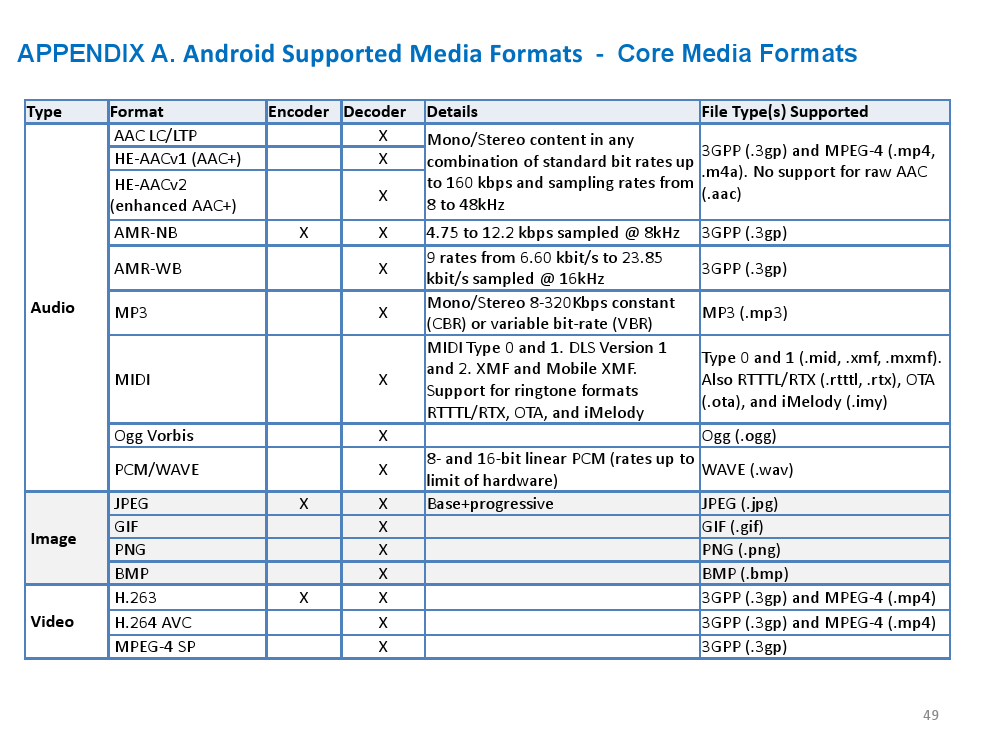 APPENDIX A. Android Supported Media Formats - Core Media Formats
Type Format Encoder Decoder Details File Type(s) Supported
Audio
AAC LC/LTP X
HE-AACv1 (AAC+) X
HE-AACv2
(enhanced AAC+) X
Mono/Stereo content in any
combination of standard bit rates up
to 160 kbps and sampling rates from
8 to 48kHz
3GPP (.3gp) and MPEG-4 (.mp4,
.m4a). No support for raw AAC
(.aac)
AMR-NB X X 4.75 to 12.2 kbps sampled @ 8kHz 3GPP (.3gp)
AMR-WB X
9 rates from 6.60 kbit/s to 23.85
kbit/s sampled @ 16kHz
3GPP (.3gp)
MP3 X
Mono/Stereo 8-320Kbps constant
(CBR) or variable bit-rate (VBR)
MP3 (.mp3)
MIDI X
MIDI Type 0 and 1. DLS Version 1
and 2. XMF and Mobile XMF.
Support for ringtone formats
RTTTL/RTX, OTA, and iMelody
Type 0 and 1 (.mid, .xmf, .mxmf).
Also RTTTL/RTX (.rtttl, .rtx), OTA
(.ota), and iMelody (.imy)
Ogg Vorbis X Ogg (.ogg)
PCM/WAVE X
8- and 16-bit linear PCM (rates up to
limit of hardware)
WAVE (.wav)
Image
JPEG X X Base+progressive JPEG (.jpg)
GIF X GIF (.gif)
PNG X PNG (.png)
BMP X BMP (.bmp)
Video
H.263 X X 3GPP (.3gp) and MPEG-4 (.mp4)
H.264 AVC X 3GPP (.3gp) and MPEG-4 (.mp4)
MPEG-4 SP X 3GPP (.3gp)
49